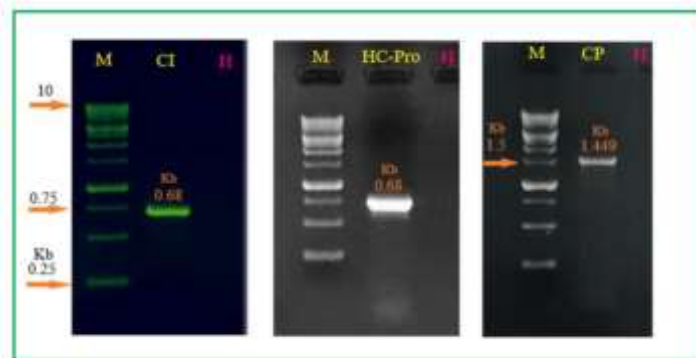 M CI H
10
Kb
0.68
0.75
Kb
0.25
M HC-Pro H
Kb
0.68
M CP H
Kb
1.5
Kb
1.449